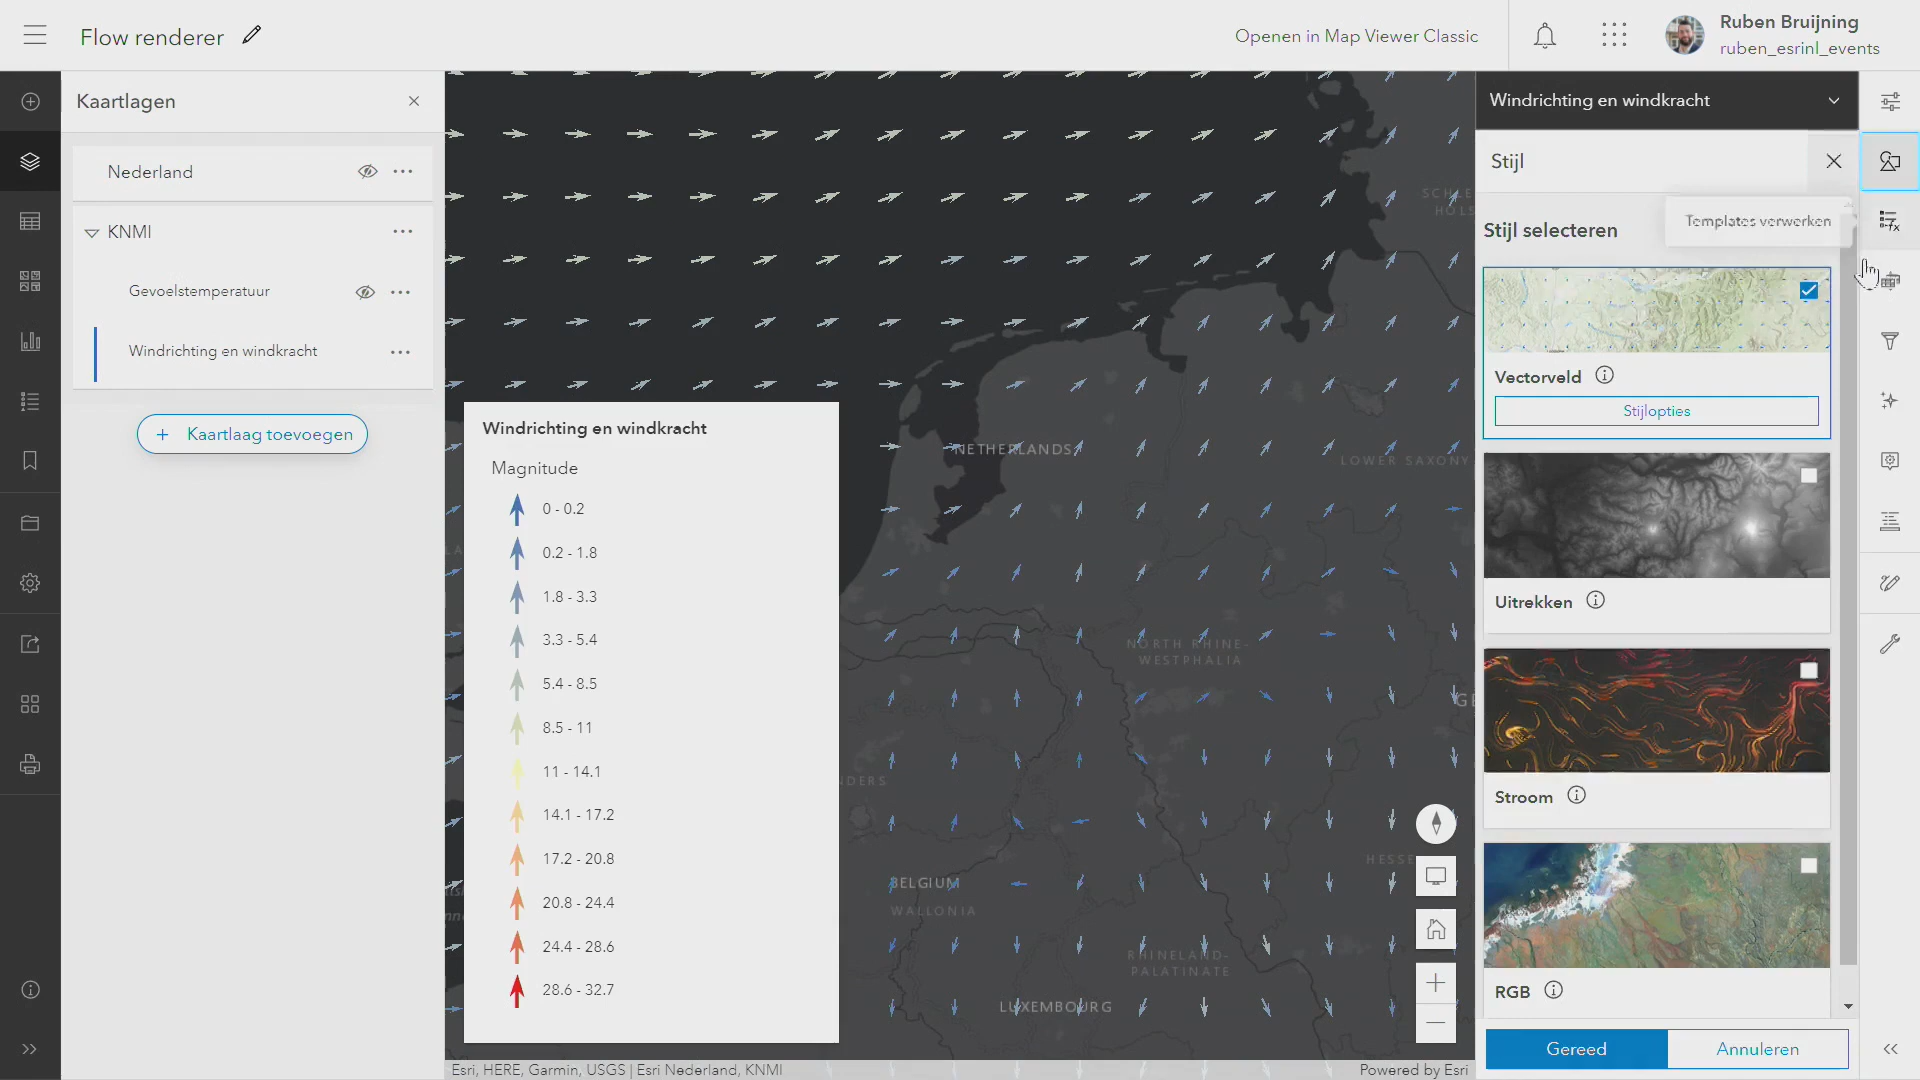 Flow renderer
Openen in Map Viewer Classic
Ruben Bruijning
ruben_esrinl_events
Kaartlagen
Nederland
KNMI
Gevoelstemperatuur
Windrichting en windkracht
Kaartlaag toevoegen
Windrichting en windkracht
Magnitude
0 - 0.2
0.2 - 1.8
1.8 - 3.3
3.3 - 5.4
5.4 - 8.5
8.5 - 11
11 - 14.1
14.1 - 17.2
17.2 - 20.8
20.8 - 24.4
24.4 - 28.6
28.6 - 32.7
NETHERLANDS
LOWER SAXONY
NORTH RHINE-
WESTPHALIA
BELGIUM
WALLONIA
HESSE
RHINELAND-
PALATINATE
LUXEMBOURG
Esri, HERE, Garmin, USGS | Esri Nederland, KNMI
Powered by Esri
Windrichting en windkracht
Stijl
Templates verwerken
Stijl selecteren
Vectorveld
Stijlopties
Uitrekken
Stroom
RGB
Gereed
Annuleren